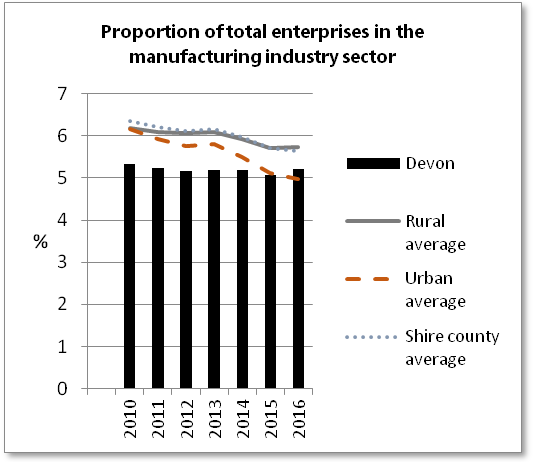 Proportion of total enterprises in the
manufacturing industry sector
7
6
5
4
3
2
1
0
%
2010
2011
2012
2013
2014
2015
2016
Devon
Rural
average
Urban
average
Shire county
average